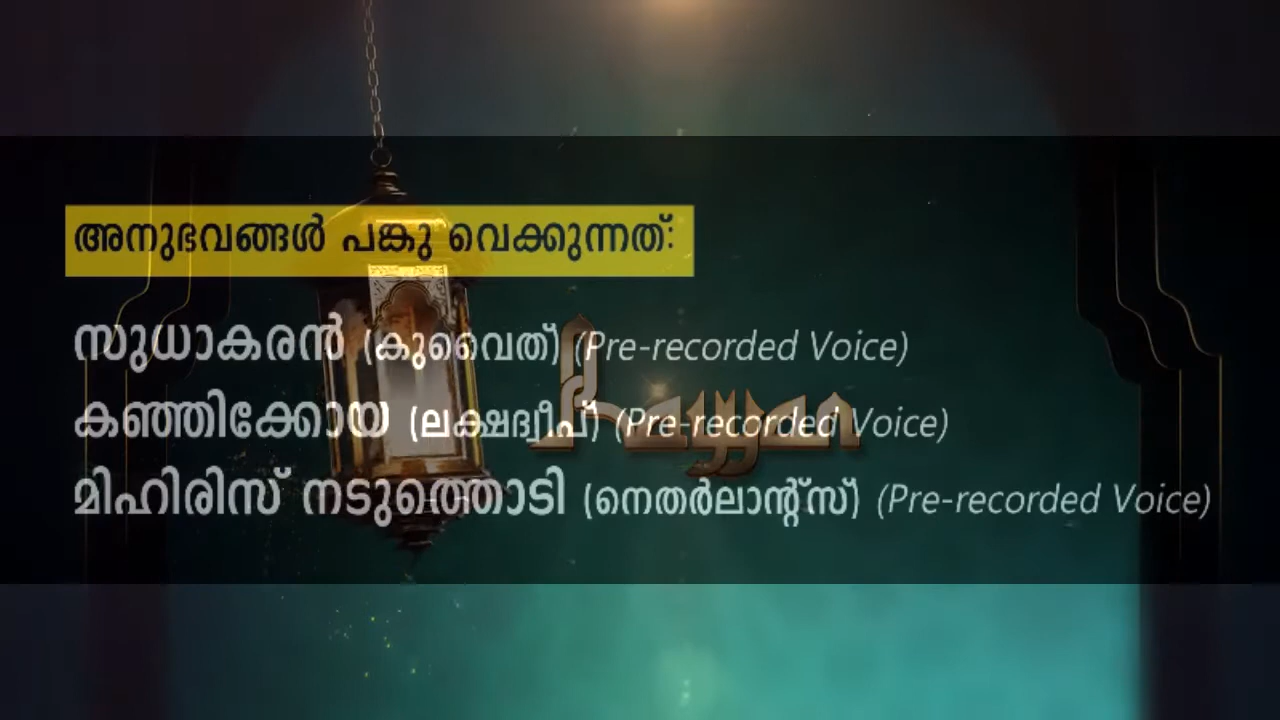 അനുഭവങ്ങൾ പങ്കു വെക്കുന്നത്:
സുധാകരൻ (കുവൈത്) (Pre-recorded Voice)
കഞ്ഞിക്കോയ (ലക്ഷദ്വീപ്) (Pre-recorded Voice)
മിഹിരിസ് നടുത്തൊടി (നെതർലാന്റ്സ്) (Pre-recorded Voice)